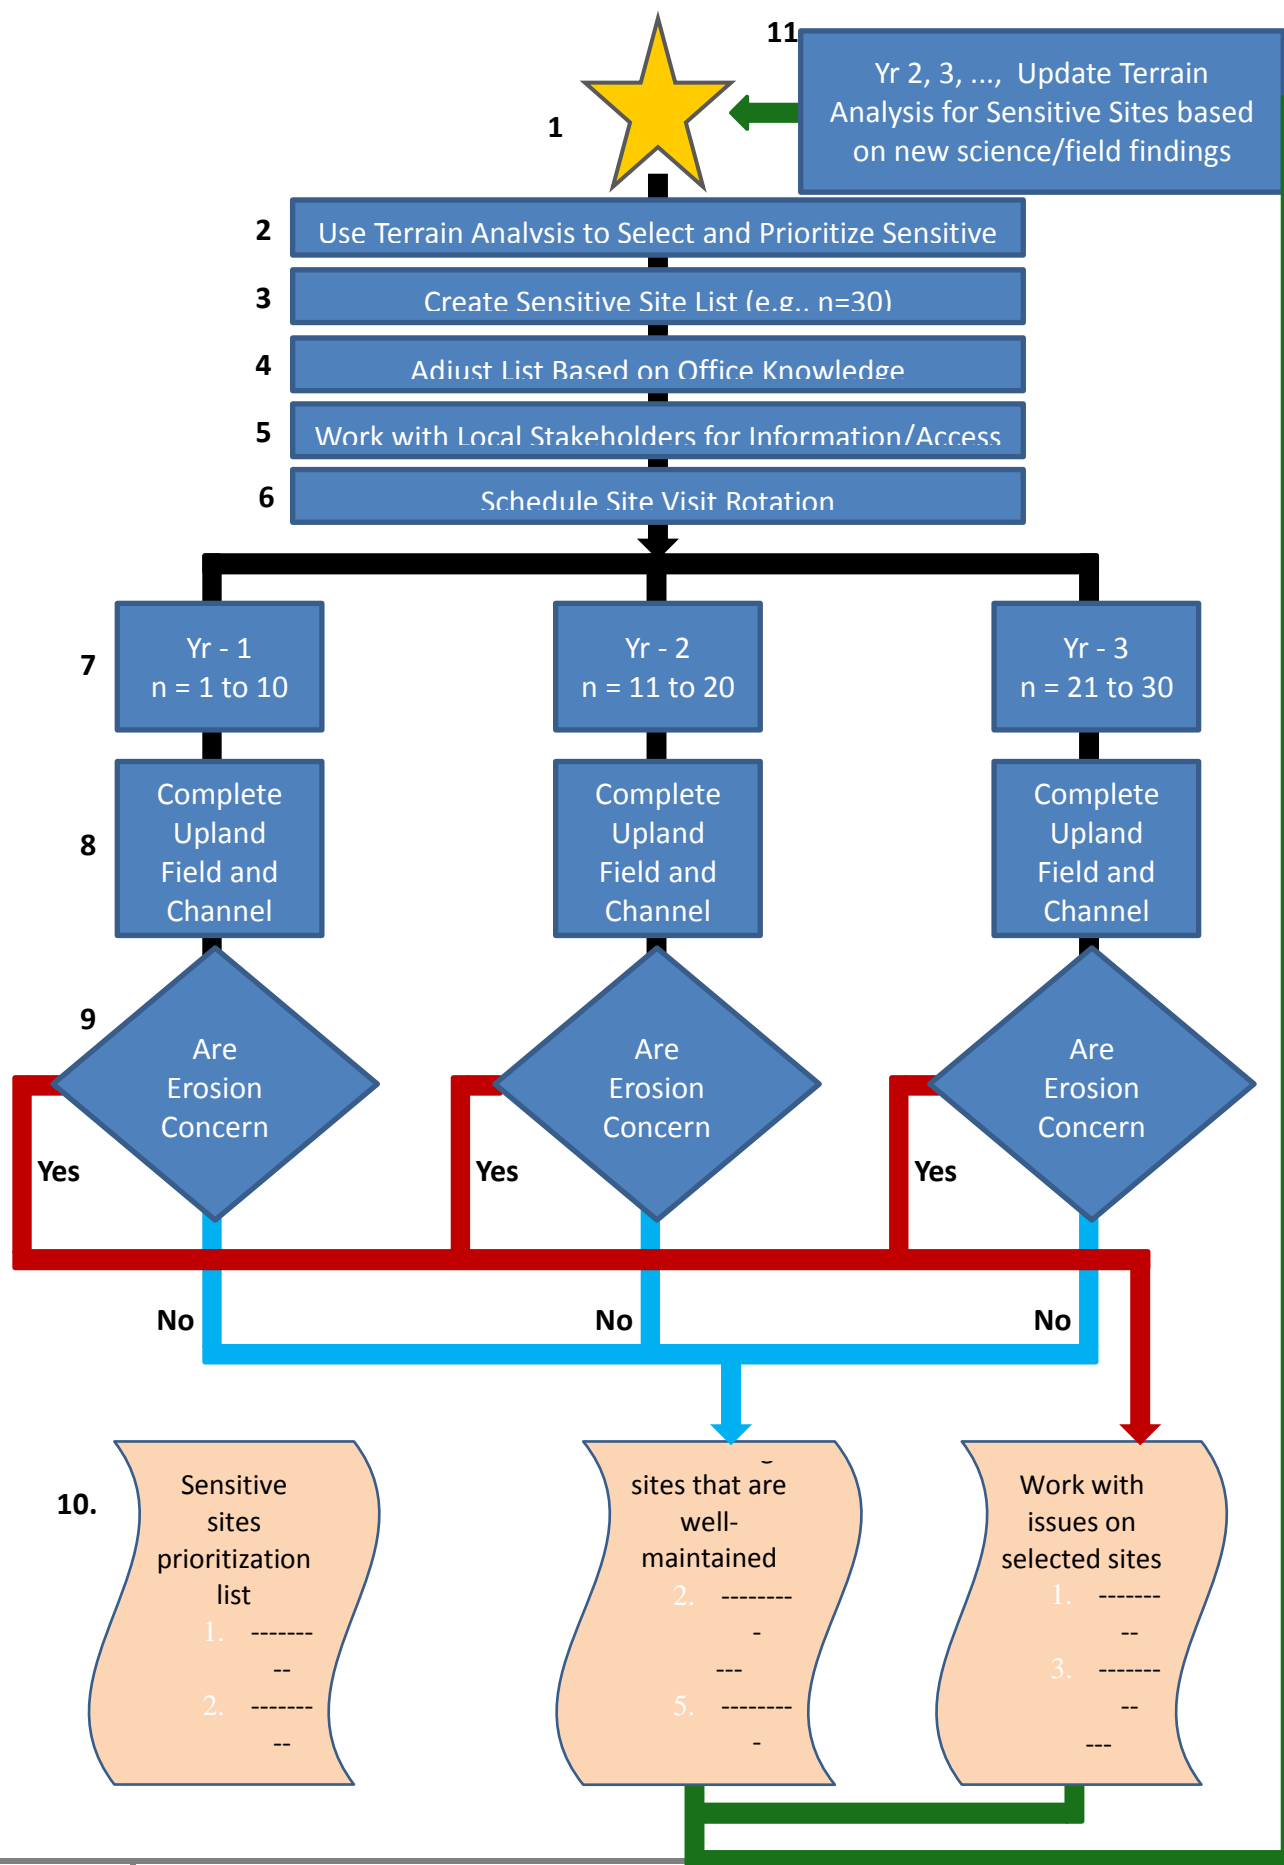 11
Yr 2, 3, ..., Update Terrain
Analysis for Sensitive Sites based
on new science/field findings
1
2
Use Terrain Analysis to Select and Prioritize Sensitive
3
Create Sensitive Site List (e.g., n=30)
4
Adjust List Based on Office Knowledge
5
Work with Local Stakeholders for Information/Access
6
Schedule Site Visit Rotation
7
Yr - 1
n = 1 to 10
Yr - 2
n = 11 to 20
Yr - 3
n = 21 to 30
8
Complete
Upland
Field and
Channel
Complete
Upland
Field and
Channel
Complete
Upland
Field and
Channel
9
Are
Erosion
Concern
Are
Erosion
Concern
Are
Erosion
Concern
Yes
Yes
Yes
No
No
No
10.
Sensitive
sites
prioritization
list
1. -------
--
2. -------
--
sites that are
well-
maintained
2. --------
-
---
5. --------
-
Work with
issues on
selected sites
1. -------
--
3. -------
--
---